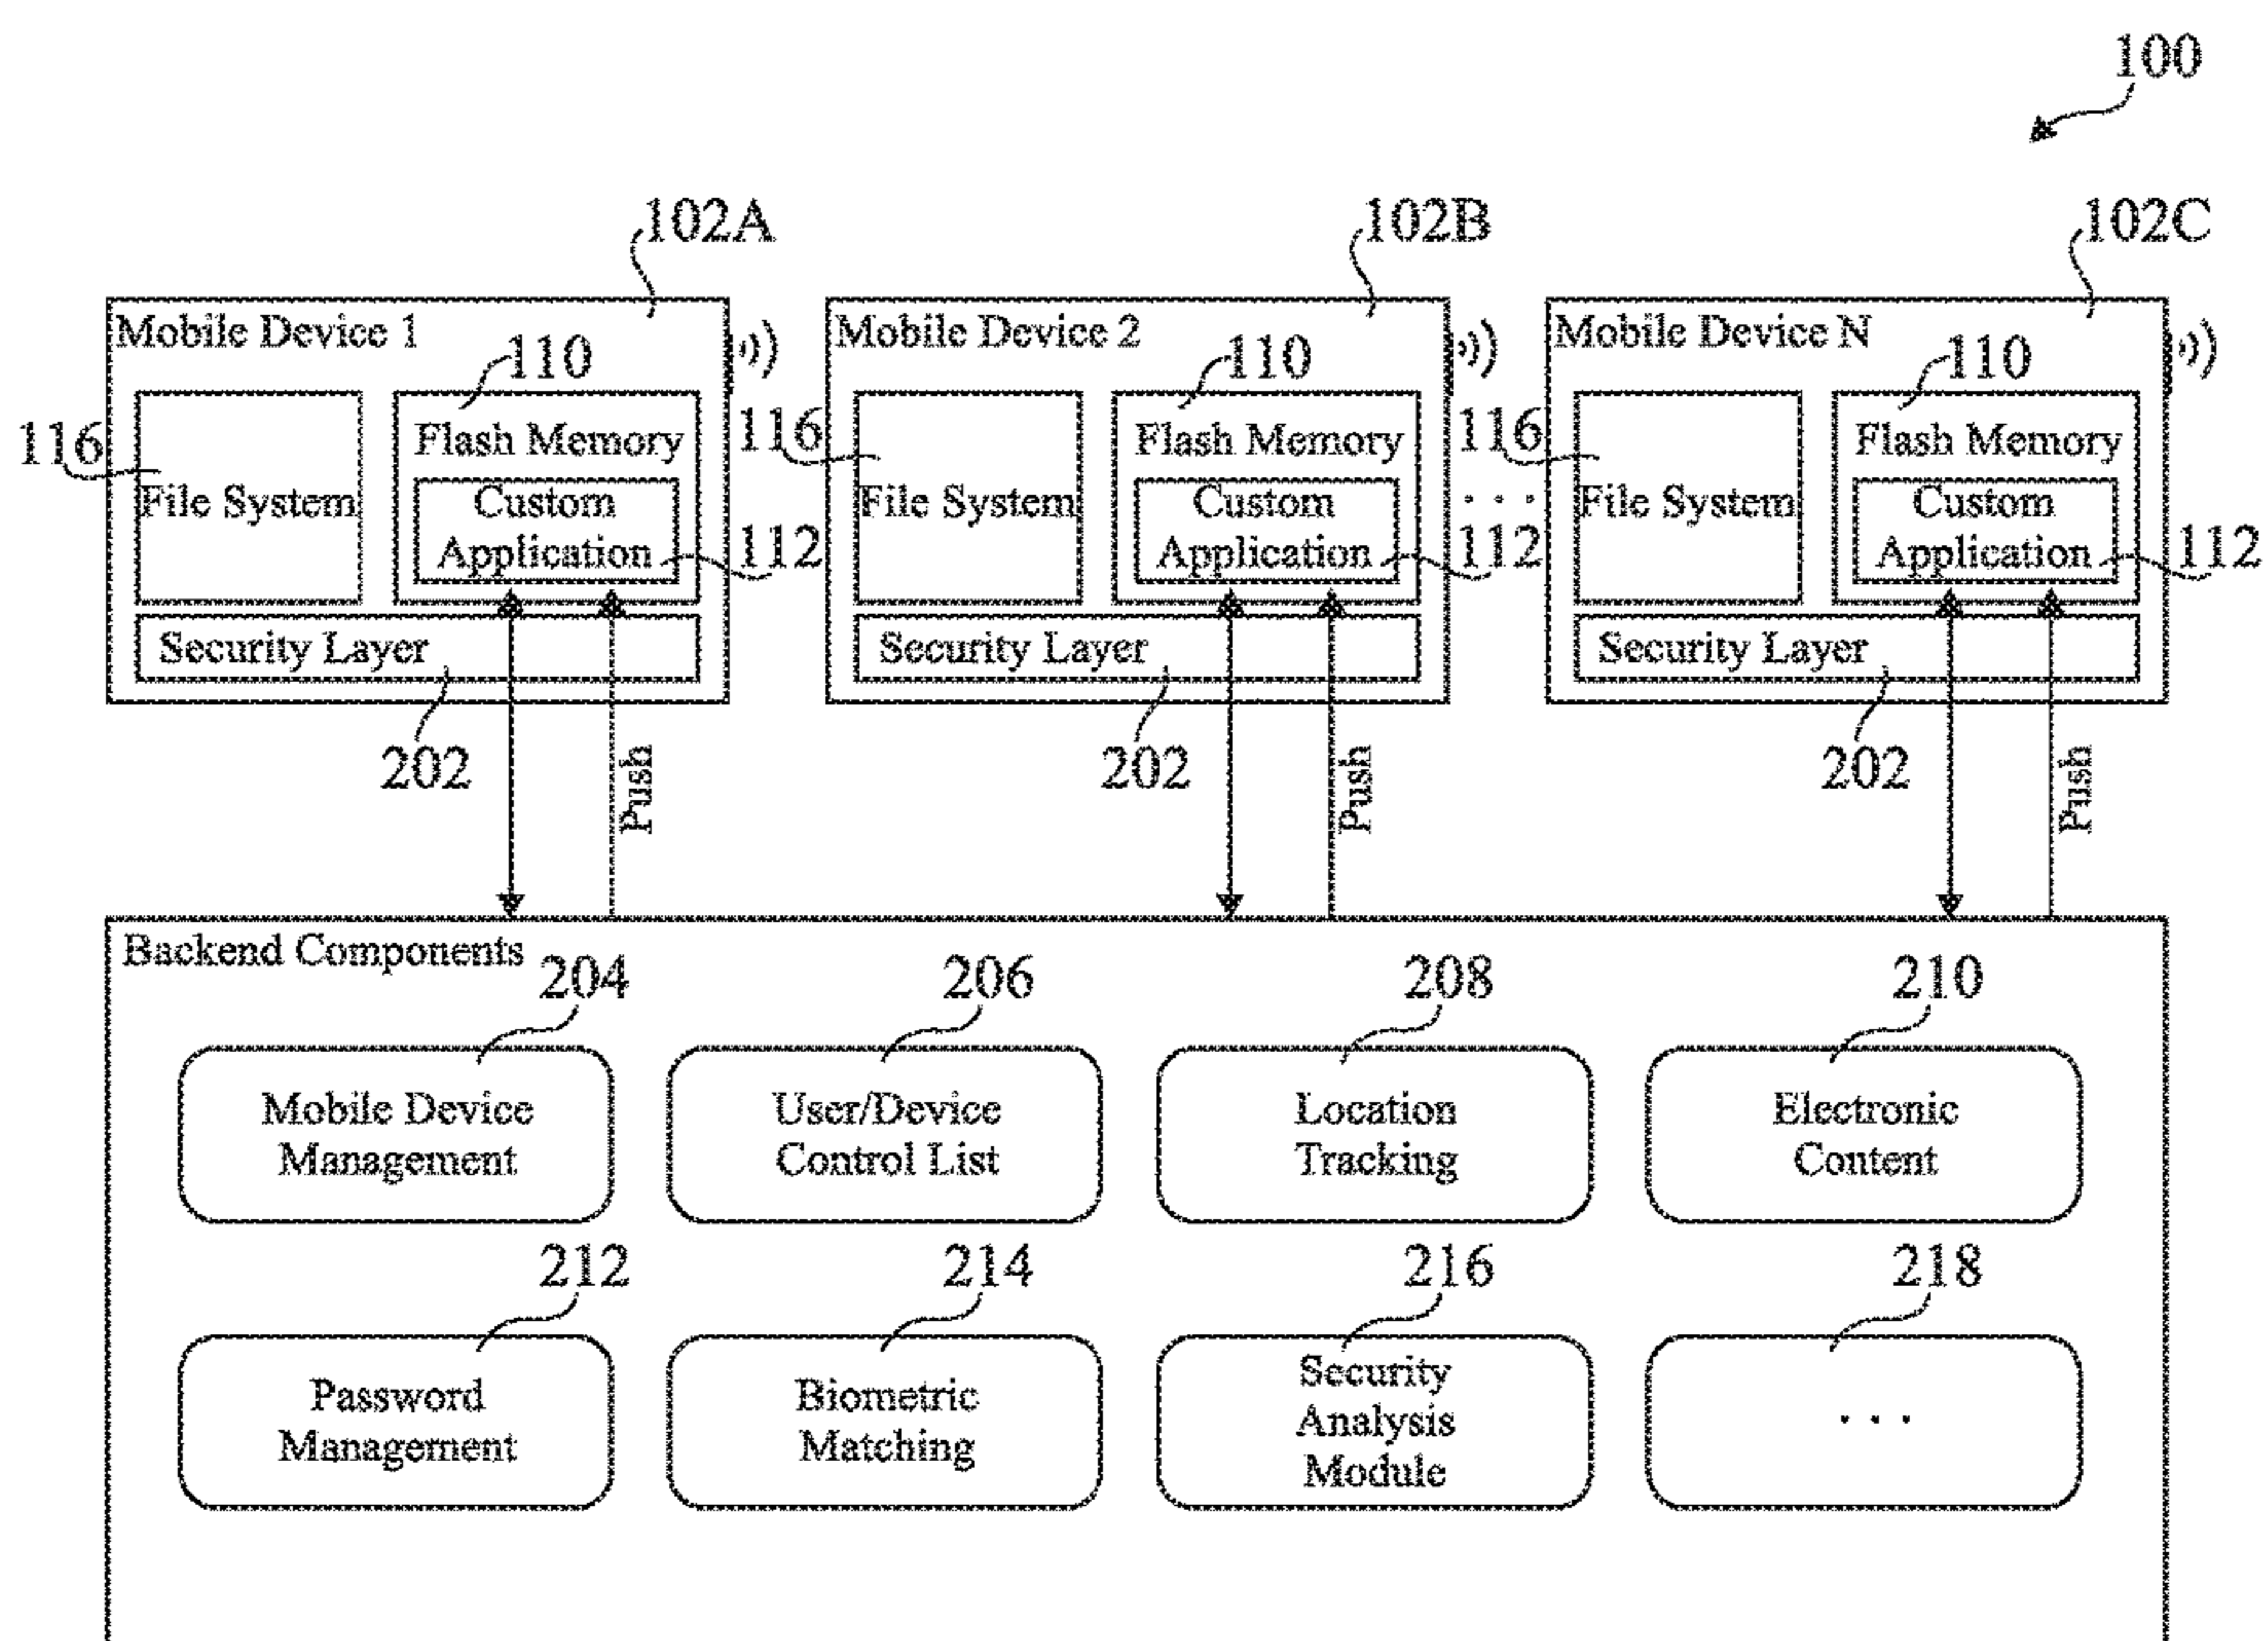 100
102A
102B
102C
Mobile Device 1
110
116
File System
Flash Memory
Custom
Application
112
Security Layer
202
Push
Mobile Device 2
110
116
File System
Flash Memory
Custom
Application
112
Security Layer
202
Push
. . .
Mobile Device N
110
116
File System
Flash Memory
Custom
Application
112
Security Layer
202
Push
Backend Components
204
Mobile Device
Management
206
User/Device
Control List
208
Location
Tracking
210
Electronic
Content
212
Password
Management
214
Biometric
Matching
216
Security
Analysis
Module
218
. . .